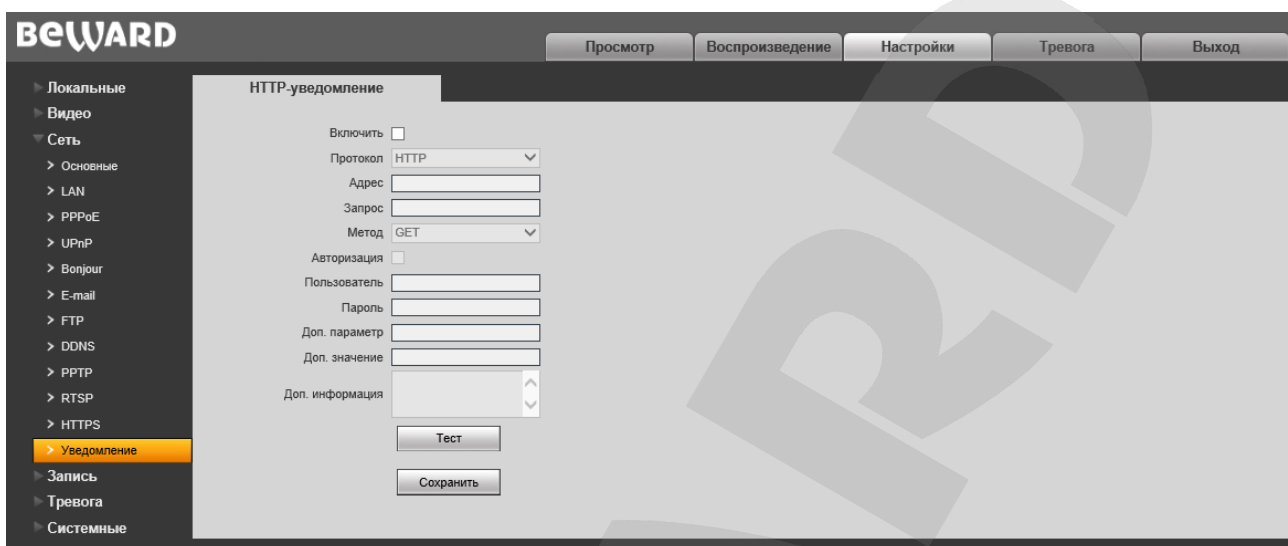 BEWARD
Просмотр
Воспроизведение
Настройки
Тревога
Выход
Локальные
Видео
Сеть
Основные
LAN
PPPoE
UPnP
Bonjour
E-mail
FTP
DDNS
PPTP
RTSP
HTTPS
Уведомление
Запись
Тревога
Системные
HTTP-уведомление
Включить
Протокол HTTP
Адрес
Запрос
Метод GET
Авторизация
Пользователь
Пароль
Доп. параметр
Доп. значение
Доп. информация
Тест
Сохранить